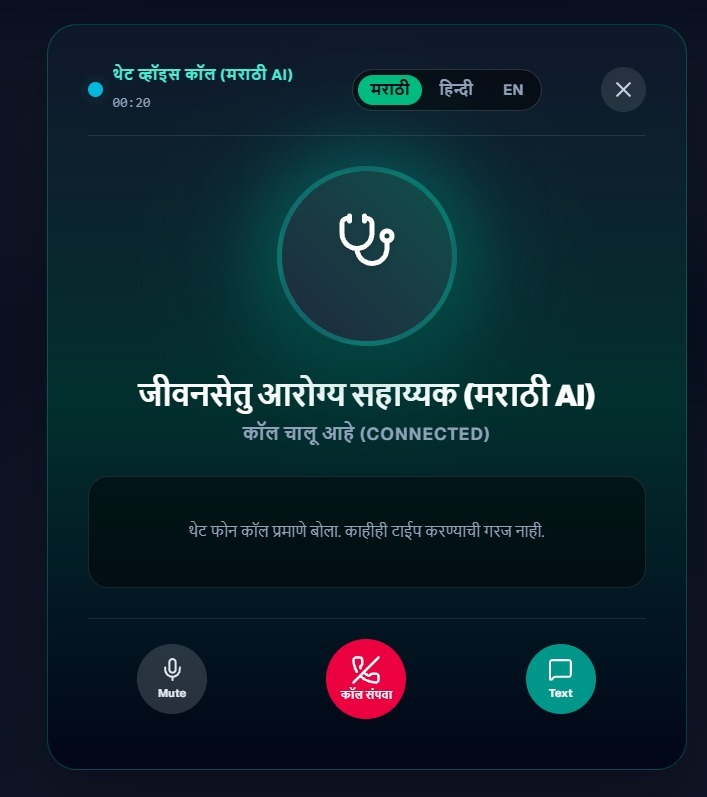 थेट व्हॉइस कॉल (मराठी AI)
00:20
मराठी हिन्दी EN
जीवनसेतु आरोग्य सहाय्यक (मराठी AI)
कॉल चालू आहे (CONNECTED)
थेट फोन कॉल प्रमाणे बोला. काहीही टाईप करण्याची गरज नाही.
Mute कॉल संपवा Text